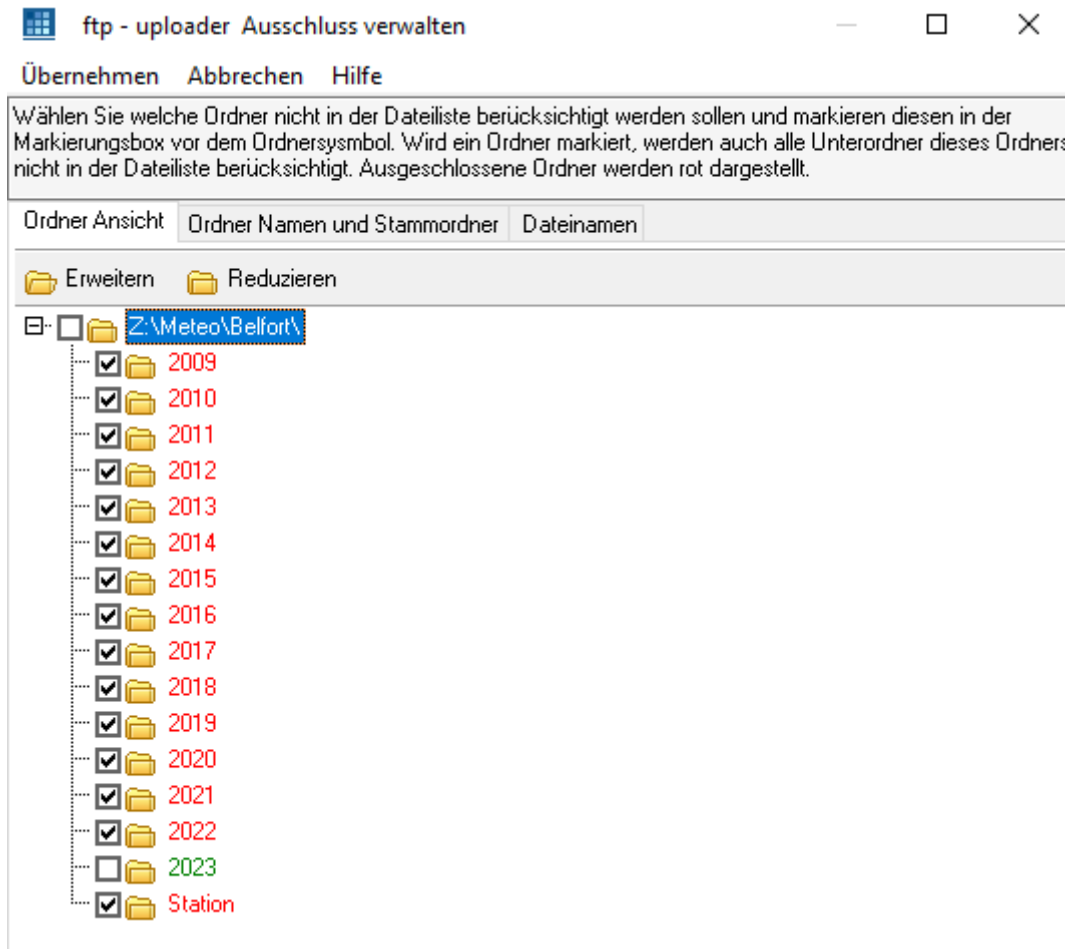 ftp - uploader Ausschluss verwalten
Übernehmen Abbrechen Hilfe
Wählen Sie welche Ordner nicht in der Dateiliste berücksichtigt werden sollen und markieren diesen in der
Markierungsbox vor dem Ordnersysmbol. Wird ein Ordner markiert, werden auch alle Unterordner dieses Ordners
nicht in der Dateiliste berücksichtigt. Ausgeschlossene Ordner werden rot dargestellt.
Ordner Ansicht Ordner Namen und Stammordner Dateinamen
Erweitern Reduzieren
Z:\Meteo\Belfort\
2009
2010
2011
2012
2013
2014
2015
2016
2017
2018
2019
2020
2021
2022
2023
Station